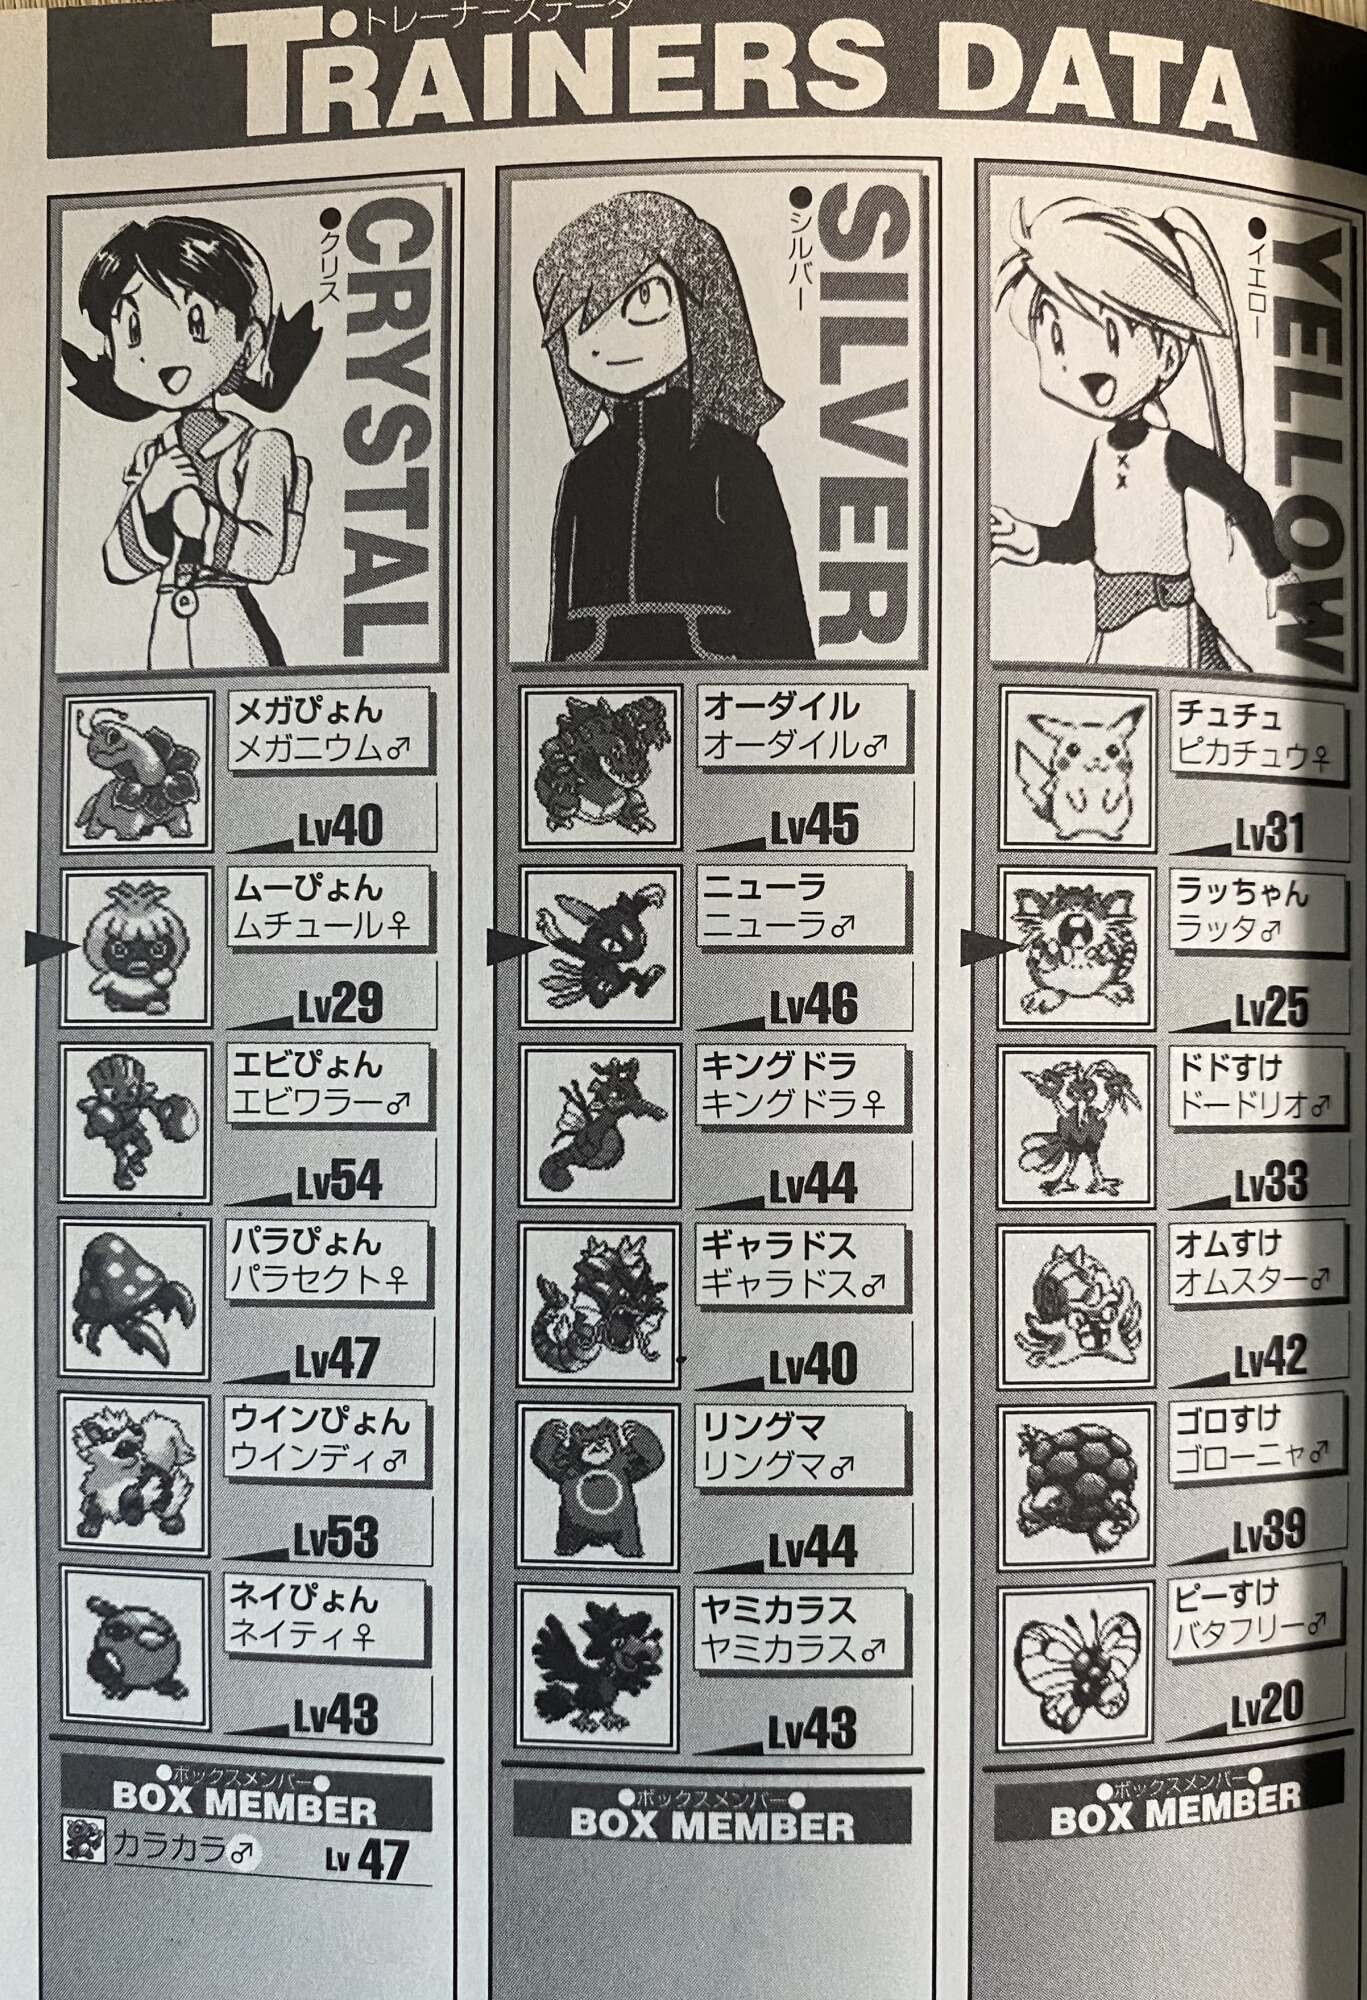 トレーナーズデータ
TRAINERS DATA
●クリス
CRYSTAL
メガぴょん
メガニウム♂
Lv40
ムーぴょん
ムチュール♀
Lv29
エビぴょん
エビワラー♂
Lv54
パラぴょん
パラセクト♀
Lv47
ウインぴょん
ウインディ♂
Lv53
ネイぴょん
ネイティ♀
Lv43
●ボックスメンバー●
BOX MEMBER
カラカラ♂ Lv 47
●シルバー
SILVER
オーダイル
オーダイル♂
Lv45
ニューラ
ニューラ♂
Lv46
キングドラ
キングドラ♀
Lv44
ギャラドス
ギャラドス♂
Lv40
リングマ
リングマ♂
Lv44
ヤミカラス
ヤミカラス♂
Lv43
●ボックスメンバー●
BOX MEMBER
●イエロー
YELLOW
チュチュ
ピカチュウ♀
Lv31
ラッちゃん
ラッタ♂
Lv25
ドドすけ
ドードリオ♂
Lv33
オムすけ
オムスター♂
Lv42
ゴロすけ
ゴローニャ♂
Lv39
ピーすけ
バタフリー♂
Lv20
●ボックスメンバー●
BOX MEMBER